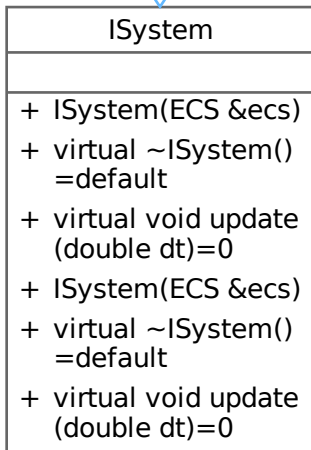 ISystem
+ ISystem(ECS &ecs)
+ virtual ~ISystem()
=default
+ virtual void update
(double dt)=0
+ ISystem(ECS &ecs)
+ virtual ~ISystem()
=default
+ virtual void update
(double dt)=0